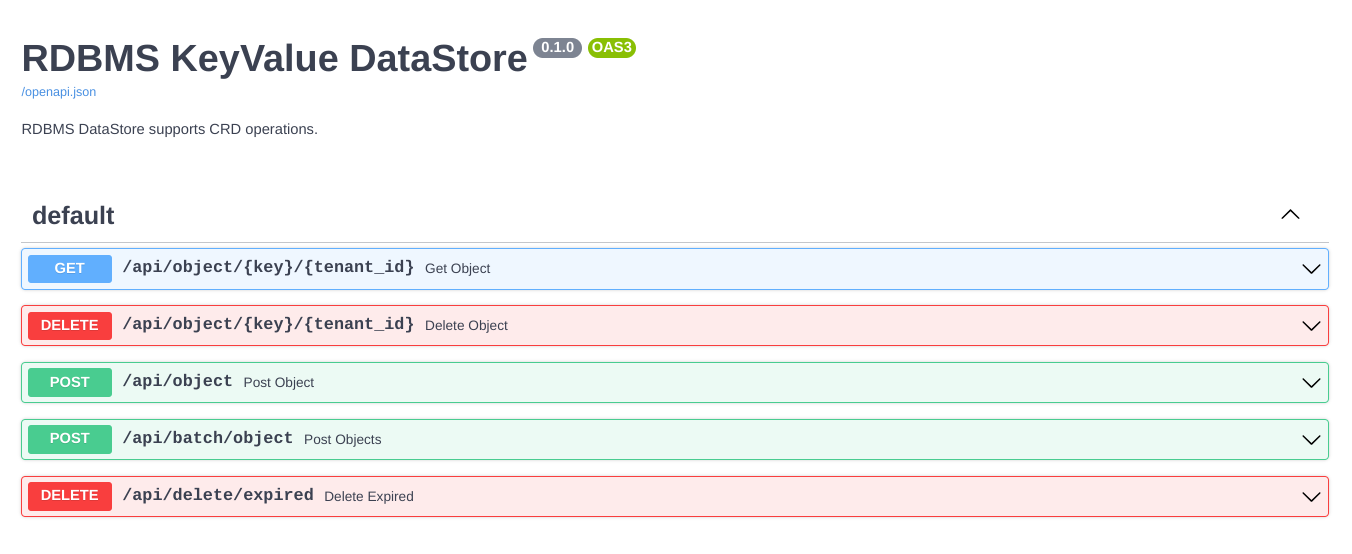 RDBMS KeyValue DataStore 0.1.0 OAS3
/openapi.json
RDBMS DataStore supports CRD operations.
default
GET /api/object/{key}/{tenant_id} Get Object
DELETE /api/object/{key}/{tenant_id} Delete Object
POST /api/object Post Object
POST /api/batch/object Post Objects
DELETE /api/delete/expired Delete Expired